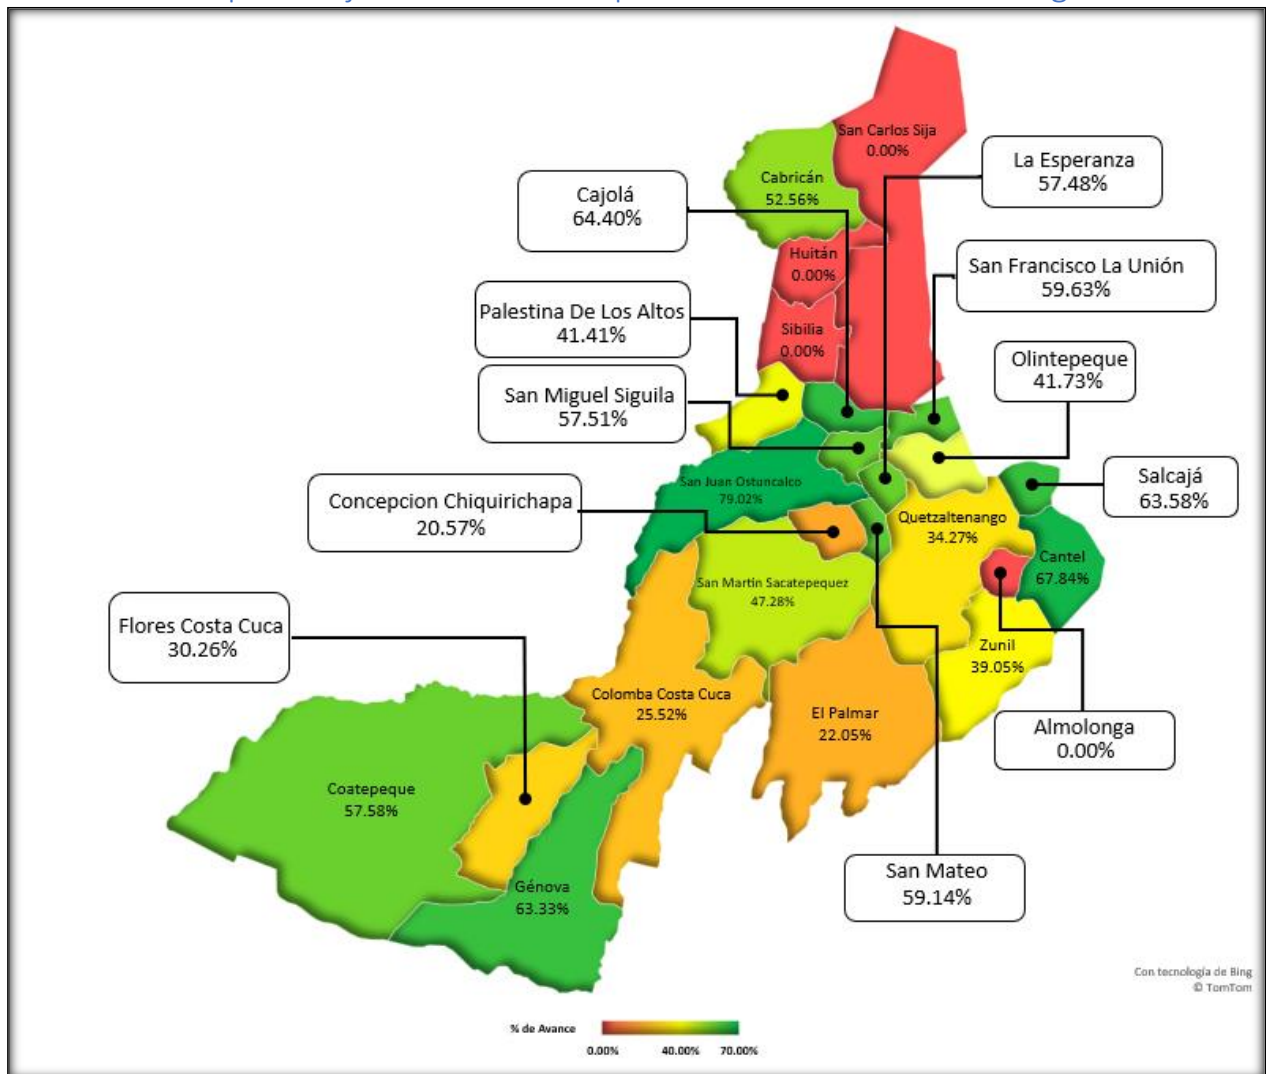 San Carlos Sija
0.00%
La Esperanza
57.48%
Cabricán
52.56%
Cajolá
64.40%
Huitán
0.00%
San Francisco La Unión
59.63%
Palestina De Los Altos
41.41%
Sibilia
0.00%
Olintepeque
41.73%
San Miguel Siguila
57.51%
San Juan Ostuncalco
79.02%
Salcajá
63.58%
Concepcion Chiquirichapa
20.57%
Quetzaltenango
34.27%
Cantel
67.84%
San Martin Sacatepequez
47.28%
Flores Costa Cuca
30.26%
Zunil
39.05%
Colomba Costa Cuca
25.52%
El Palmar
22.05%
Almolonga
0.00%
Coatepeque
57.58%
San Mateo
59.14%
Génova
63.33%
Con tecnología de Bing
© TomTom
% de Avance
0.00% 40.00% 70.00%